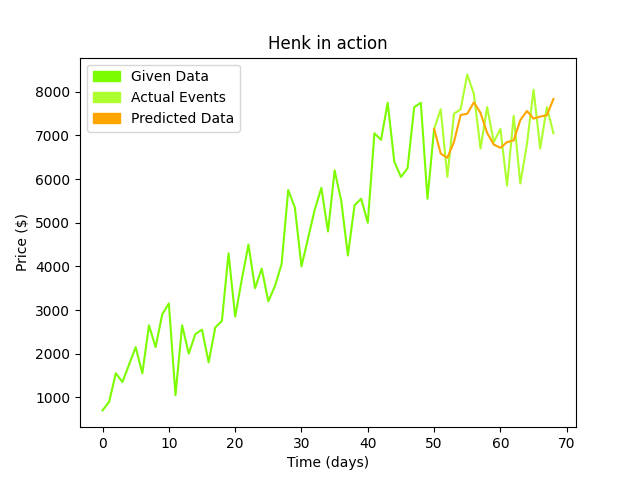 Henk in action
Given Data
Actual Events
Predicted Data
Price ($)
8000
7000
6000
5000
4000
3000
2000
1000
0 10 20 30 40 50 60 70
Time (days)